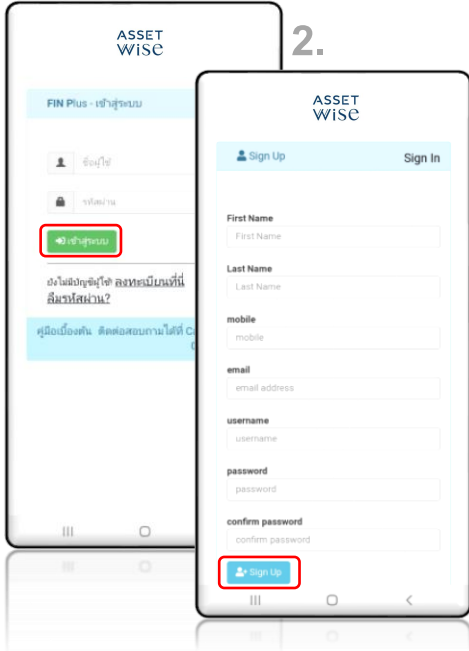 ASSET
WISE
FIN Plus - เข้าสู่ระบบ
ชื่อผู้ใช้
รหัสผ่าน
เข้าสู่ระบบ
ยังไม่มีบัญชีผู้ใช้? ลงทะเบียนที่นี่
ลืมรหัสผ่าน?
คู่มือเบื้องต้น ติดต่อสอบถามได้ที่
2.
ASSET
WISE
Sign Up
Sign In
First Name
First Name
Last Name
Last Name
mobile
mobile
email
email address
username
username
password
password
confirm password
confirm password
Sign Up